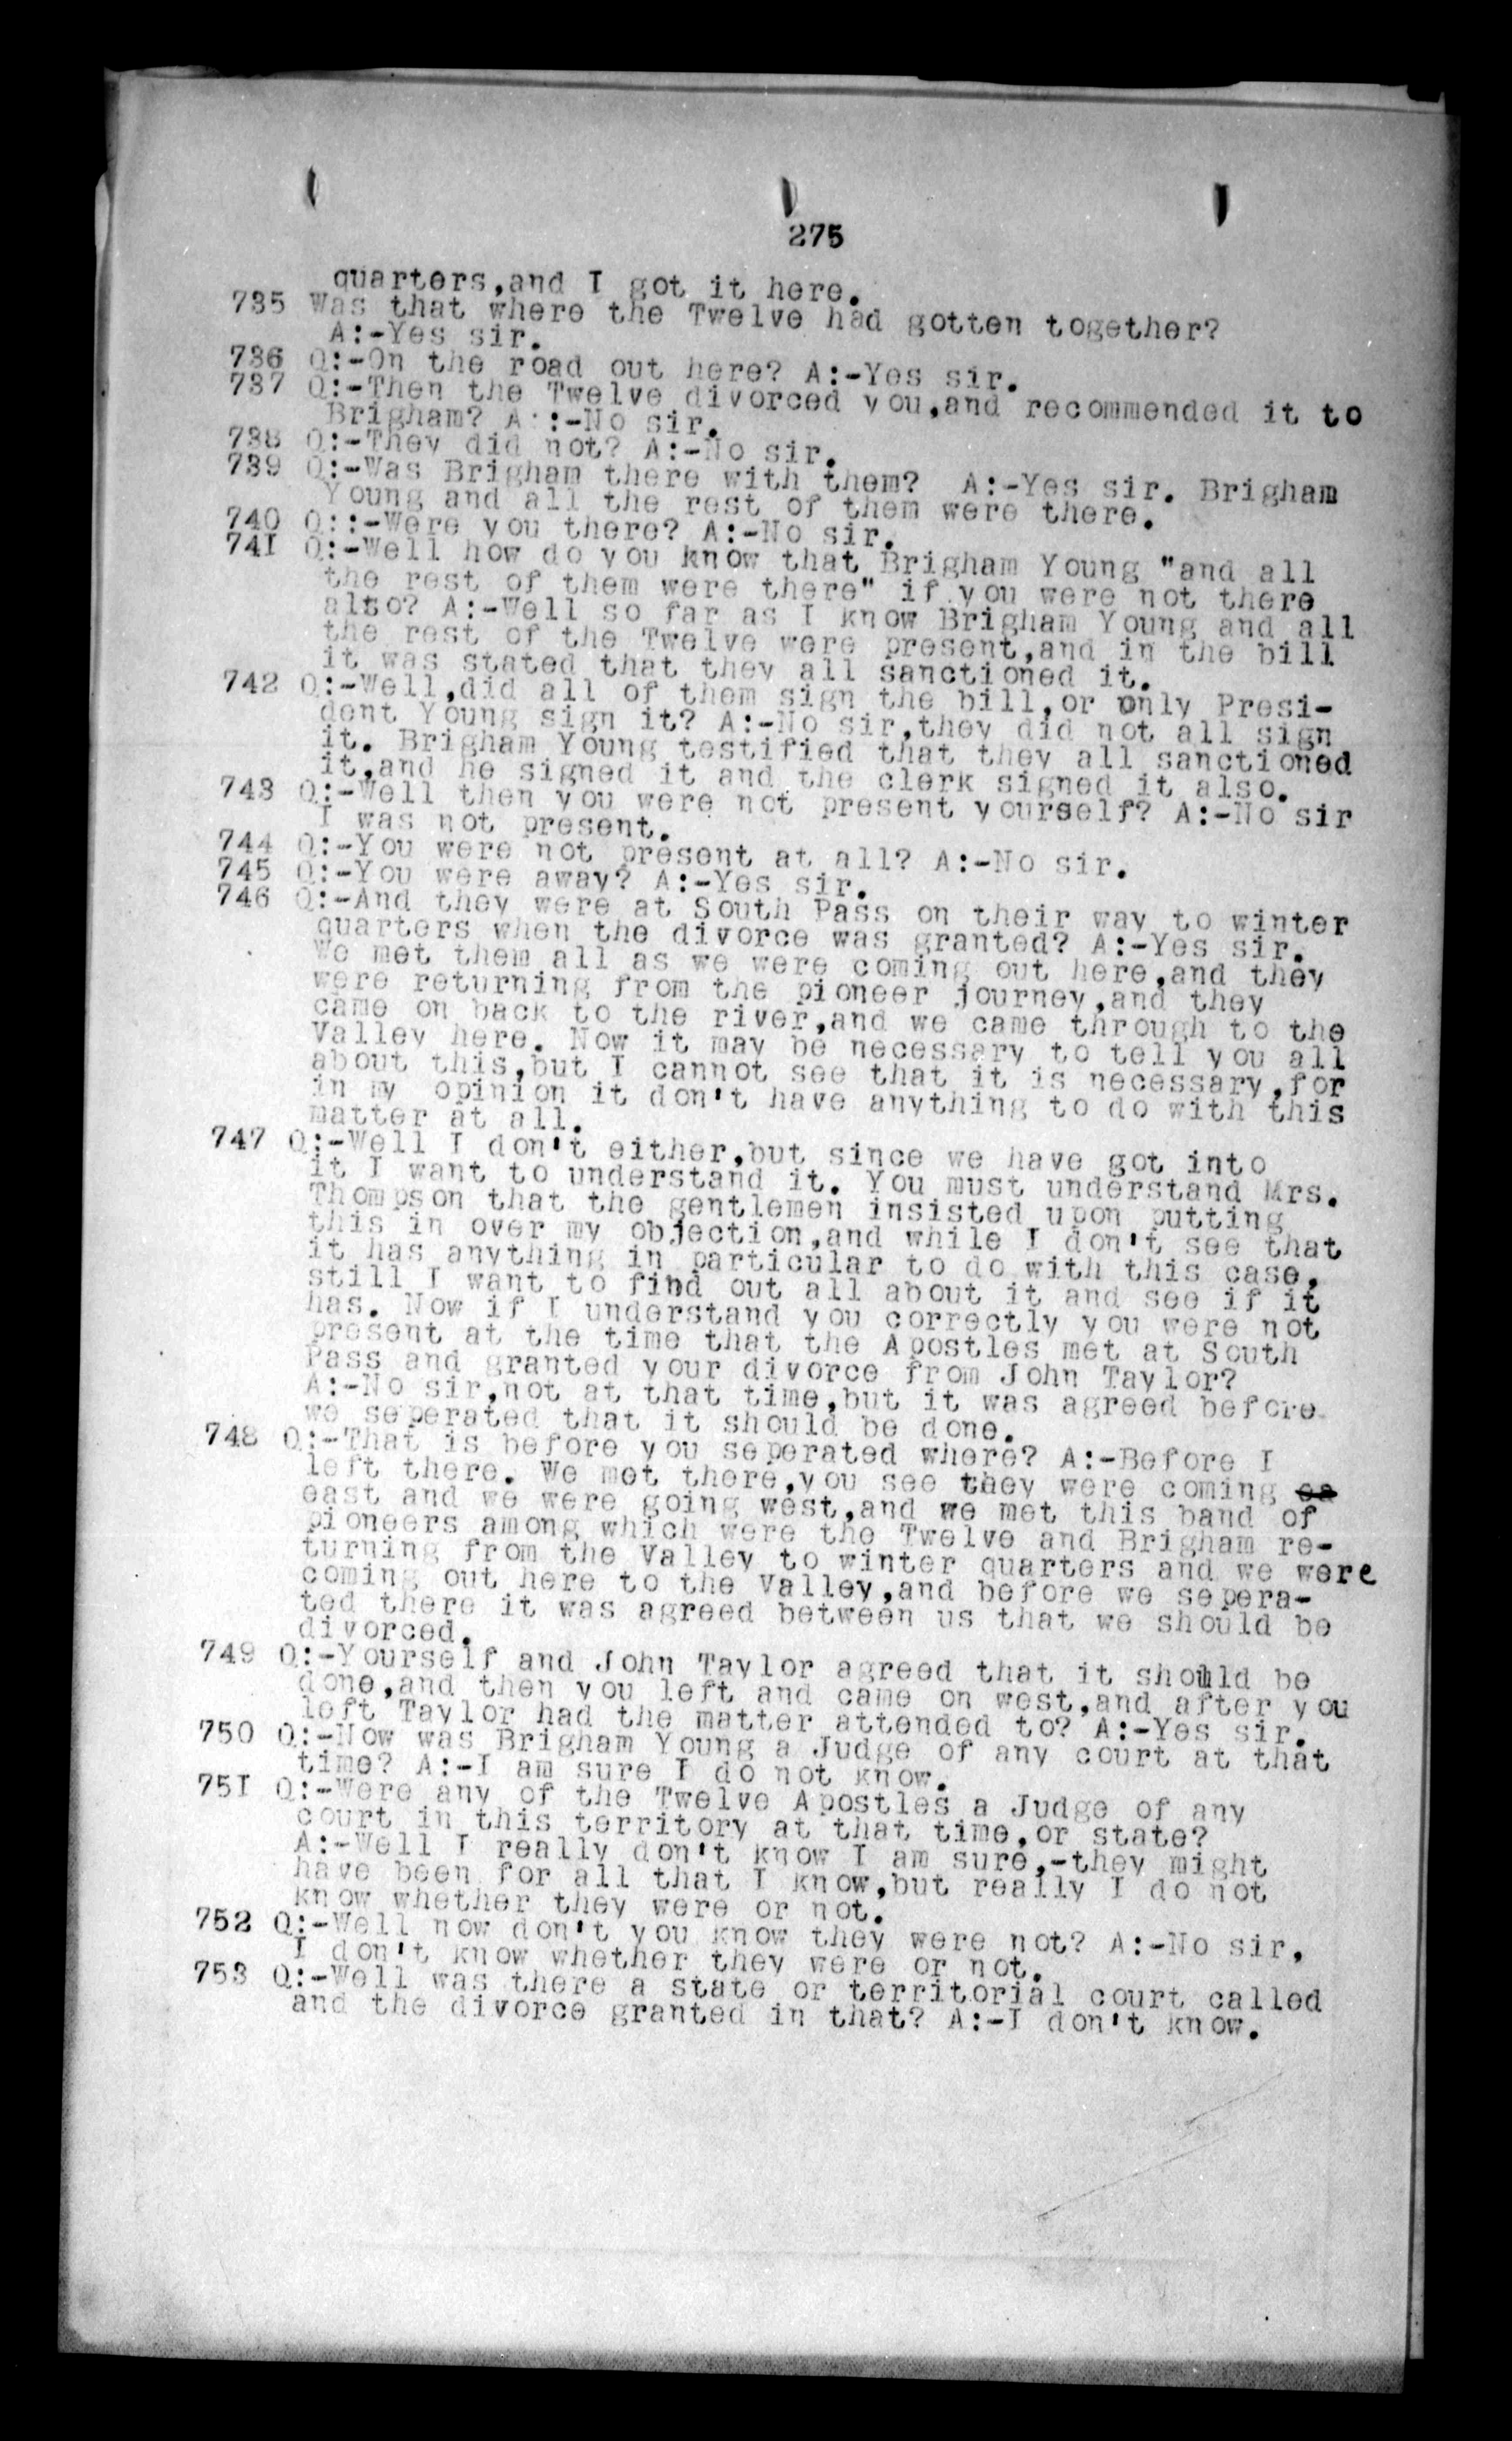 275
quarters,and I got it here.
735 Was that where the Twelve had gotten together?
A:-Yes sir.
736 Q:-On the road out here? A:-Yes sir.
737 Q:-Then the Twelve divorced you,and recommended it to
Brigham? A :-No sir.
738 Q:-They did not? A:-No sir.
739 Q:-Was Brigham there with them? A:-Yes sir. Brigham
Young and all the rest of them were there.
740 Q::-Were you there? A:-No sir.
741 Q:-Well how do you know that Brigham Young "and all
the rest of them were there" if you were not there
also? A:-Well so far as I know Brigham Young and all
the rest of the Twelve were present,and in the bill
it was stated that they all sanctioned it.
742 Q:-Well,did all of them sign the bill,or only Presi-
dent Young sign it? A:-No sir,they did not all sign
it. Brigham Young testified that they all sanctioned
it,and he signed it and the clerk signed it also.
743 Q:-Well then you were not present yourself? A:-No sir
I was not present.
744 Q:-You were not present at all? A:-No sir.
745 Q:-You were away? A:-Yes sir.
746 Q:-And they were at South Pass on their way to winter
quarters when the divorce was granted? A:-Yes sir.
We met them all as we were coming out here,and they
were returning from the pioneer journey,and they
came on back to the river,and we came through to the
Valley here. Now it may be necessary to tell you all
about this,but I cannot see that it is necessary,for
in my opinion it don't have anything to do with this
matter at all.
747 Q:-Well I don't either,but since we have got into
it I want to understand it. You must understand Mrs.
Thompson that the gentlemen insisted upon putting
this in over my objection,and while I don't see that
it has anything in particular to do with this case,
still I want to find out all about it and see if it
has. Now if I understand you correctly you were not
present at the time that the Apostles met at South
Pass and granted your divorce from John Taylor?
A:-No sir,not at that time,but it was agreed before
we seperated that it should be done.
748 Q:-That is before you seperated where? A:-Before I
left there. We met there,you see they were coming ea
east and we were going west,and we met this band of
pioneers among which were the Twelve and Brigham re-
turning from the Valley to winter quarters and we were
coming out here to the Valley,and before we sepera-
ted there it was agreed between us that we should be
divorced.
749 Q:-Yourself and John Taylor agreed that it should be
done,and then you left and came on west,and after you
left Taylor had the matter attended to? A:-Yes sir.
750 Q:-Now was Brigham Young a Judge of any court at that
time? A:-I am sure I do not know.
751 Q:-Were any of the Twelve Apostles a Judge of any
court in this territory at that time,or state?
A:-Well I really don't know I am sure,-they might
have been for all that I know,but really I do not
know whether they were or not.
752 Q:-Well now don't you know they were not? A:-No sir,
I don't know whether they were or not.
753 Q:-Well was there a state or territorial court called
and the divorce granted in that? A:-I don't know.